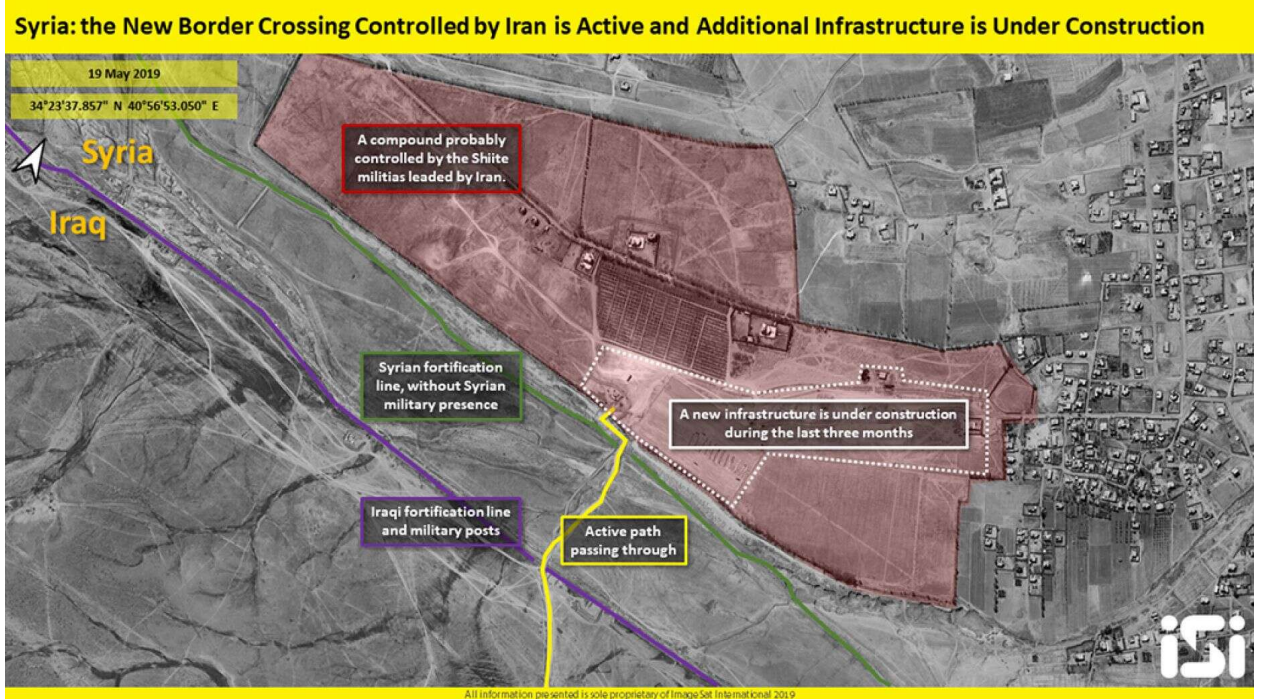 Syria: the New Border Crossing Controlled by Iran is Active and Additional Infrastructure is Under Construction
19 May 2019
34°23'37.857" N 40°56'53.050" E
Syria
Iraq
A compound probably
controlled by the Shiite
militias leaded by Iran.
Syrian fortification
line, without Syrian
military presence
A new infrastructure is under construction
during the last three months
Iraqi fortification line
and military posts
Active path
passing through
iSi
All information presented is sole proprietary of ImageSat International 2019